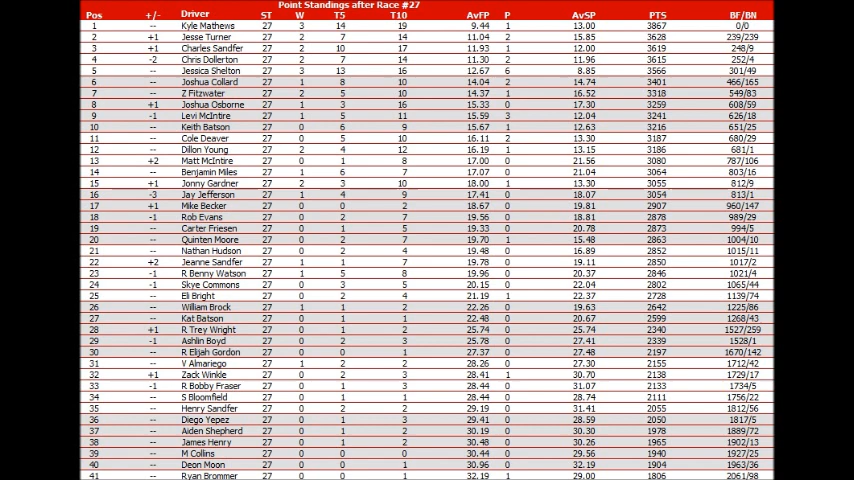 Point Standings after Race #27
Pos +/- Driver ST W T5 T10 AvFP P AvSP PTS BF/BN
1 -- Kyle Mathews 27 3 14 19 9.44 1 13.00 3867 0/0
2 +1 Jesse Turner 27 2 7 14 11.04 2 15.85 3628 239/239
3 +1 Charles Sandfer 27 2 10 17 11.93 1 12.00 3619 248/9
4 -2 Chris Dollerton 27 2 7 14 11.30 2 11.96 3615 252/4
5 -- Jessica Shelton 27 3 13 16 12.67 6 8.85 3566 301/49
6 -- Joshua Collard 27 1 8 10 14.04 2 14.74 3401 466/165
7 -- Z Fitzwater 27 2 5 10 14.37 1 16.52 3318 549/83
8 +1 Joshua Osborne 27 1 3 16 15.33 0 17.30 3259 608/59
9 -1 Levi McIntire 27 1 5 11 15.59 3 12.04 3241 626/18
10 -- Keith Batson 27 0 6 9 15.67 1 12.63 3216 651/25
11 -- Cole Deaver 27 0 5 10 16.11 2 13.30 3187 680/29
12 -- Dillon Young 27 2 4 12 16.19 1 13.15 3186 681/1
13 +2 Matt McIntire 27 0 1 8 17.00 0 21.56 3080 787/106
14 -- Benjamin Miles 27 1 6 7 17.07 0 21.04 3064 803/16
15 +1 Jonny Gardner 27 2 3 10 18.00 1 13.30 3055 812/9
16 -3 Jay Jefferson 27 1 4 9 17.41 0 18.07 3054 813/1
17 +1 Mike Becker 27 0 0 2 18.67 0 19.81 2907 960/147
18 -1 Rob Evans 27 0 2 7 19.56 0 18.81 2878 989/29
19 -- Carter Friesen 27 0 1 5 19.33 0 20.78 2873 994/5
20 -- Quinten Moore 27 0 2 7 19.70 1 15.48 2863 1004/10
21 -- Nathan Hudson 27 0 2 4 19.48 0 16.89 2852 1015/11
22 +2 Jeanne Sandfer 27 1 1 7 19.78 0 19.11 2850 1017/2
23 -1 R Benny Watson 27 1 5 8 19.96 0 20.37 2846 1021/4
24 -1 Skye Commons 27 0 3 5 20.15 0 22.04 2802 1065/44
25 -- Eli Bright 27 0 2 4 21.19 1 22.37 2728 1139/74
26 -- William Brock 27 1 1 2 22.26 0 19.63 2642 1225/86
27 -- Kat Batson 27 0 1 1 22.48 0 20.67 2599 1268/43
28 +1 R Trey Wright 27 0 1 2 25.74 0 25.74 2340 1527/259
29 -1 Ashlin Boyd 27 0 2 3 25.78 0 27.41 2339 1528/1
30 -- R Elijah Gordon 27 0 0 1 27.37 0 27.48 2197 1670/142
31 -- V Almariego 27 1 2 2 28.26 0 27.30 2155 1712/42
32 +1 Zack Winkle 27 0 2 3 28.41 1 30.70 2138 1729/17
33 -1 R Bobby Fraser 27 0 1 3 28.44 0 31.07 2133 1734/5
34 -- S Bloomfield 27 0 1 2 28.44 0 28.74 2111 1756/22
35 -- Henry Sandfer 27 0 2 2 29.19 0 31.41 2055 1812/56
36 -- Diego Yepez 27 0 1 3 29.41 0 28.59 2050 1817/5
37 -- Aiden Shepherd 27 0 1 2 30.19 0 30.30 1978 1889/72
38 -- James Henry 27 0 0 1 30.48 0 30.26 1965 1902/13
39 -- M Collins 27 0 0 0 30.44 0 29.56 1940 1927/25
40 -- Deon Moon 27 0 0 1 30.96 0 32.19 1904 1963/36
41 -- Ryan Brommer 27 0 0 1 32.19 1 29.00 1806 2061/98